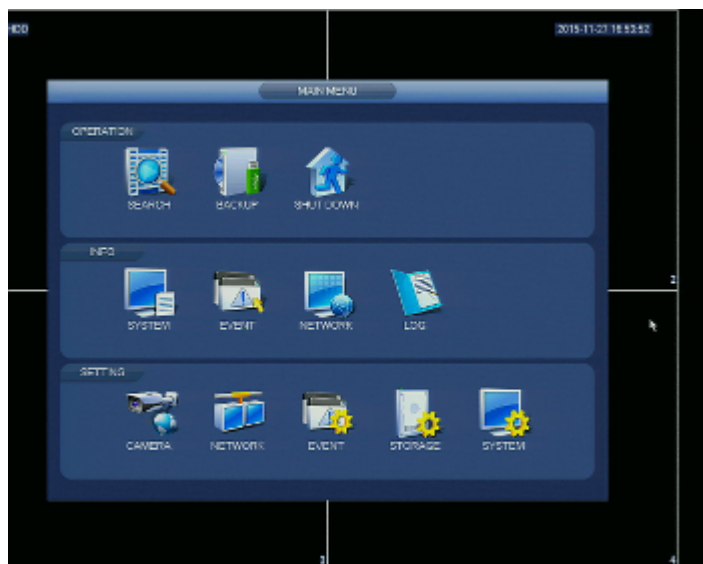 HDD
2015-11-27 16:53:52
MAIN MENU
OPERATION
SEARCH
BACKUP
SHUTDOWN
INFO
SYSTEM
EVENT
NETWORK
LOG
2
SETTING
CAMERA
NETWORK
EVENT
STORAGE
SYSTEM
3
4